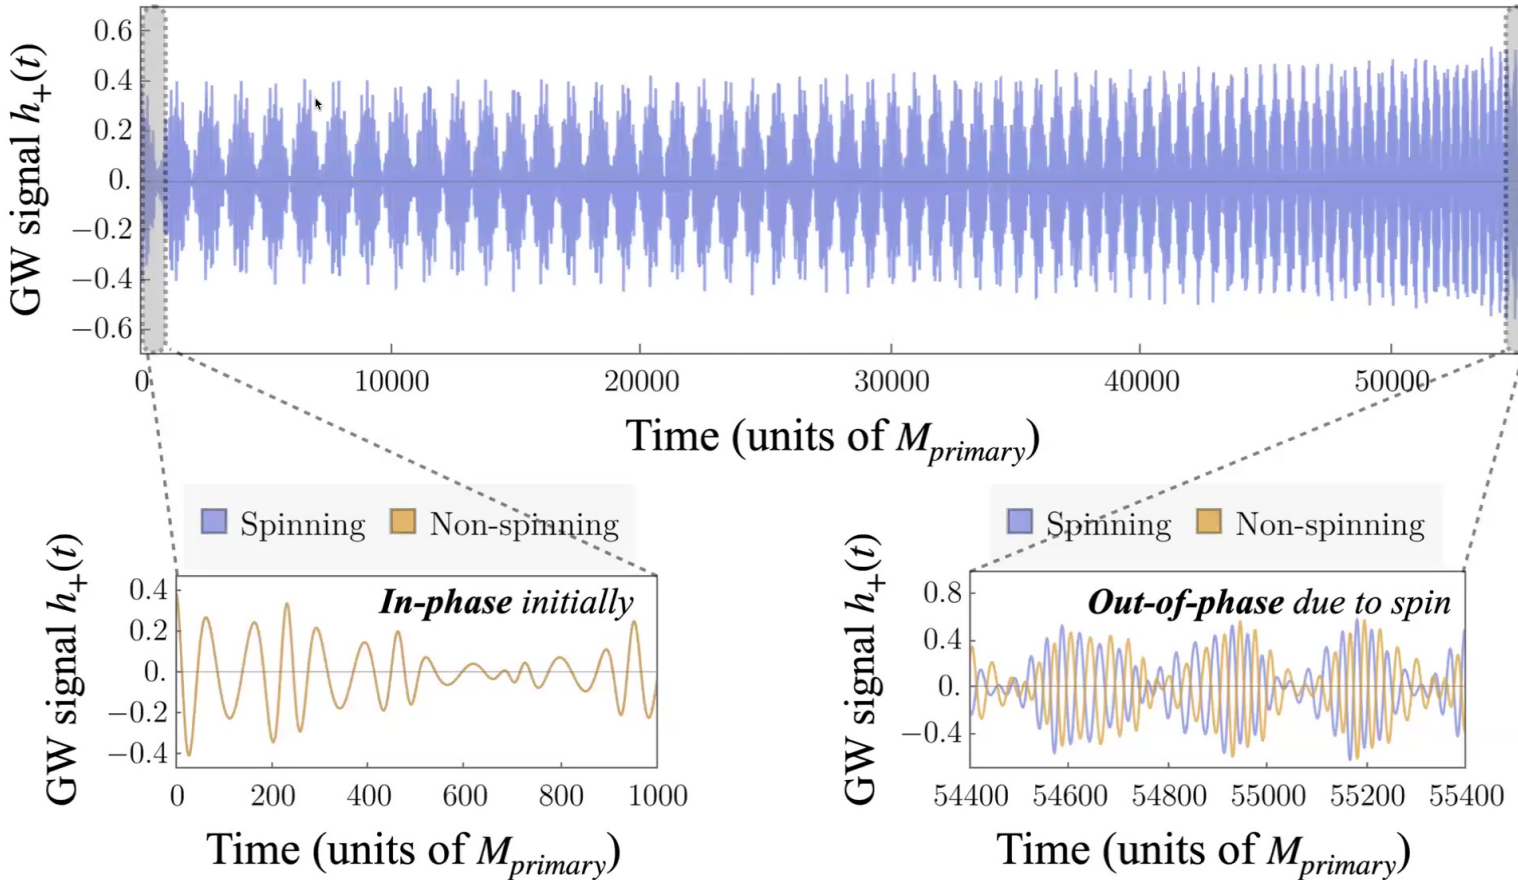 GW signal h₊(t)
0.6
0.4
0.2
0.
−0.2
−0.4
−0.6
0 10000 20000 30000 40000 50000
Time (units of M_primary)
Spinning Non-spinning
GW signal h₊(t)
In-phase initially
0.4
0.2
0.
−0.2
−0.4
0 200 400 600 800 1000
Time (units of M_primary)
Spinning Non-spinning
GW signal h₊(t)
Out-of-phase due to spin
0.8
0.4
0.
−0.4
54400 54600 54800 55000 55200 55400
Time (units of M_primary)